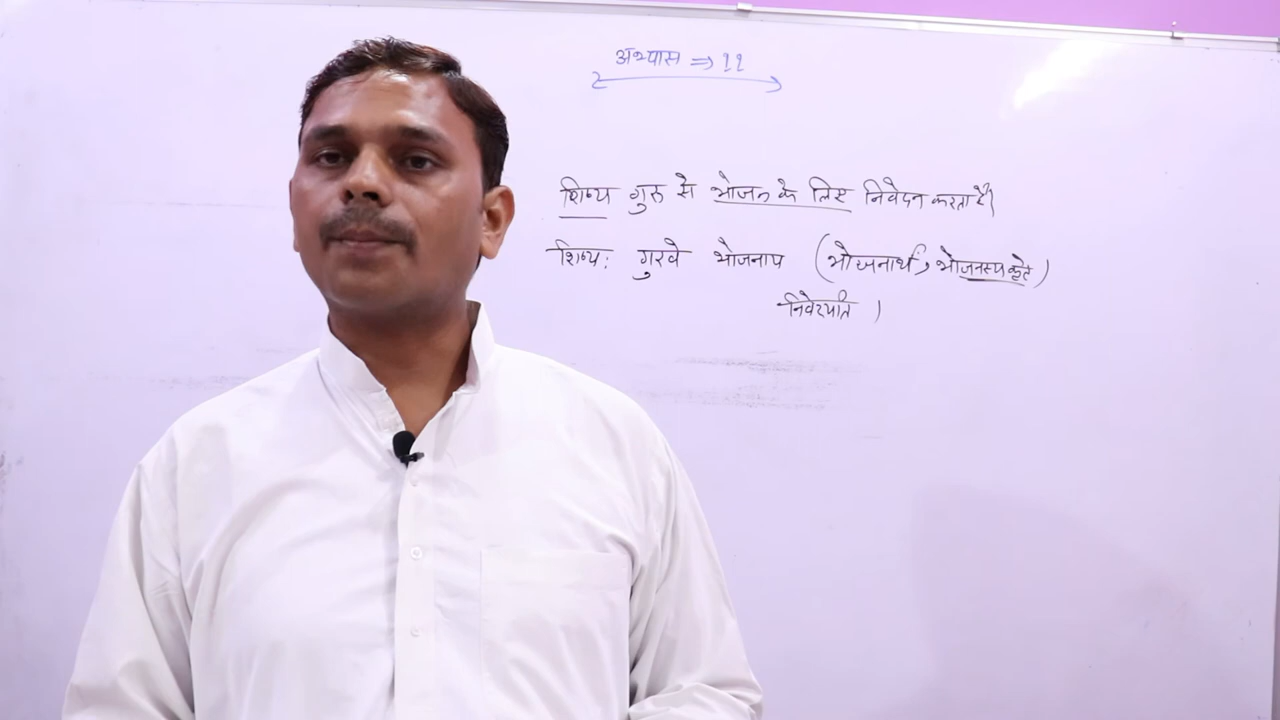 अभ्यास ⇒ 11
शिष्य गुरु से भोजन के लिए निवेदन करता है।
शिष्य: गुरवे भोजनाय (भोजनार्थं, भोजनस्य कृते)
निवेदयति ।